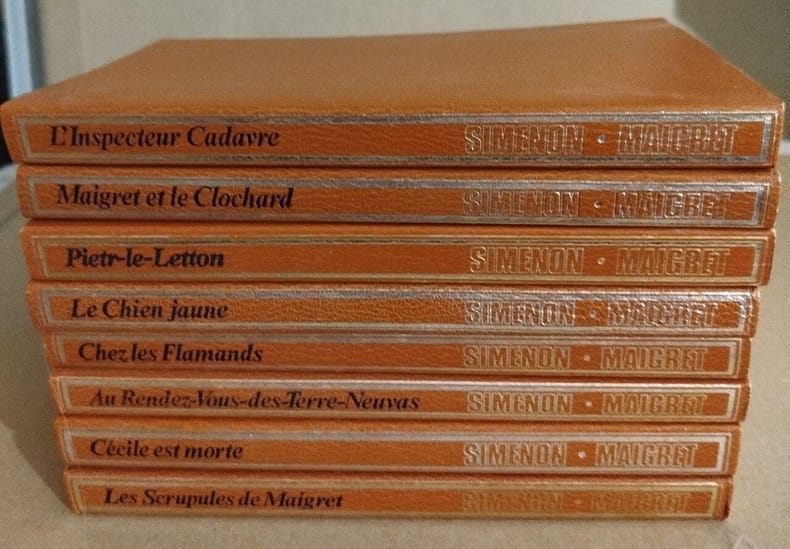 L'Inspecteur Cadavre SIMENON • MAIGRET
Maigret et le Clochard SIMENON • MAIGRET
Pietr-le-Letton SIMENON • MAIGRET
Le Chien jaune SIMENON • MAIGRET
Chez les Flamands SIMENON • MAIGRET
Au Rendez-Vous-des-Terre-Neuvas SIMENON • MAIGRET
Cécile est morte SIMENON • MAIGRET
Les Scrupules de Maigret SIMENON • MAIGRET